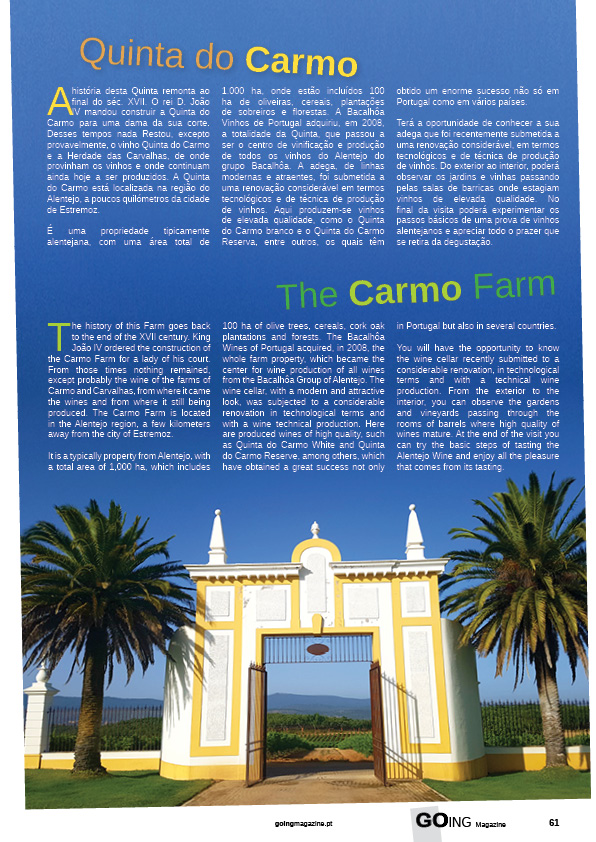 Quinta do Carmo
A história desta Quinta remonta ao
final do séc. XVII. O rei D. João
IV mandou construir a Quinta do
Carmo para uma dama da sua corte.
Desses tempos nada Restou, excepto
provavelmente, o vinho Quinta do Carmo
e a Herdade das Carvalhas, de onde
provinham os vinhos e onde continuam
ainda hoje a ser produzidos. A Quinta
do Carmo está localizada na região do
Alentejo, a poucos quilómetros da cidade
de Estremoz.
É uma propriedade tipicamente
alentejana, com uma área total de
1.000 ha, onde estão incluídos 100
ha de oliveiras, cereais, plantações
de sobreiros e florestas. A Bacalhôa
Vinhos de Portugal adquiriu, em 2008,
a totalidade da Quinta, que passou a
ser o centro de vinificação e produção
de todos os vinhos do Alentejo do
grupo Bacalhôa. A adega, de linhas
modernas e atraentes, foi submetida a
uma renovação considerável em termos
tecnológicos e de técnica de produção
de vinhos. Aqui produzem-se vinhos
de elevada qualidade, como o Quinta
do Carmo branco e o Quinta do Carmo
Reserva, entre outros, os quais têm
obtido um enorme sucesso não só em
Portugal como em vários países.
Terá a oportunidade de conhecer a sua
adega que foi recentemente submetida a
uma renovação considerável, em termos
tecnológicos e de técnica de produção
de vinhos. Do exterior ao interior, poderá
observar os jardins e vinhas passando
pelas salas de barricas onde estagiam
vinhos de elevada qualidade. No
final da visita poderá experimentar os
passos básicos de uma prova de vinhos
alentejanos e apreciar todo o prazer que
se retira da degustação.
The Carmo Farm
The history of this Farm goes back
to the end of the XVII century. King
João IV ordered the construction of
the Carmo Farm for a lady of his court.
From those times nothing remained,
except probably the wine of the farms of
Carmo and Carvalhas, from where it came
the wines and from where it still being
produced. The Carmo Farm is located
in the Alentejo region, a few kilometers
away from the city of Estremoz.
It is a typically property from Alentejo, with
a total area of 1,000 ha, which includes
100 ha of olive trees, cereals, cork oak
plantations and forests. The Bacalhôa
Wines of Portugal acquired, in 2008, the
whole farm property, which became the
center for wine production of all wines
from the Bacalhôa Group of Alentejo. The
wine cellar, with a modern and attractive
look, was subjected to a considerable
renovation in technological terms and
with a wine technical production. Here
are produced wines of high quality, such
as Quinta do Carmo White and Quinta
do Carmo Reserve, among others, which
have obtained a great success not only
in Portugal but also in several countries.
You will have the opportunity to know
the wine cellar recently submitted to a
considerable renovation, in technological
terms and with a technical wine
production. From the exterior to the
interior, you can observe the gardens
and vineyards passing through the
rooms of barrels where high quality of
wines mature. At the end of the visit you
can try the basic steps of tasting the
Alentejo Wine and enjoy all the pleasure
that comes from its tasting.
goingmagazine.pt
GOING Magazine
61